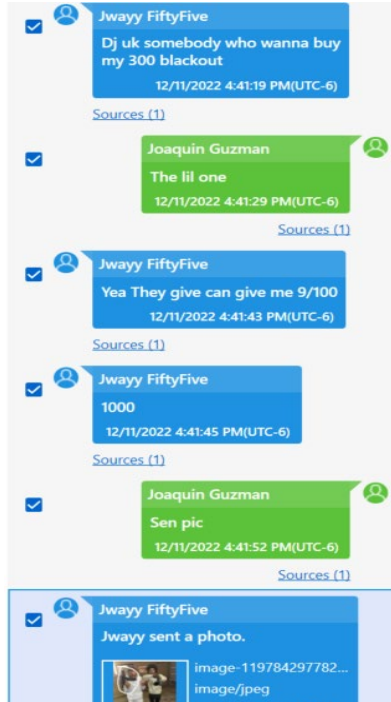 Jwayy FiftyFive
Dj uk somebody who wanna buy
my 300 blackout
12/11/2022 4:41:19 PM(UTC-6)
Sources (1)
Joaquin Guzman
The lil one
12/11/2022 4:41:29 PM(UTC-6)
Sources (1)
Jwayy FiftyFive
Yea They give can give me 9/100
12/11/2022 4:41:43 PM(UTC-6)
Sources (1)
Jwayy FiftyFive
1000
12/11/2022 4:41:45 PM(UTC-6)
Sources (1)
Joaquin Guzman
Sen pic
12/11/2022 4:41:52 PM(UTC-6)
Sources (1)
Jwayy FiftyFive
Jwayy sent a photo.
image-119784297782...
image/jpeg